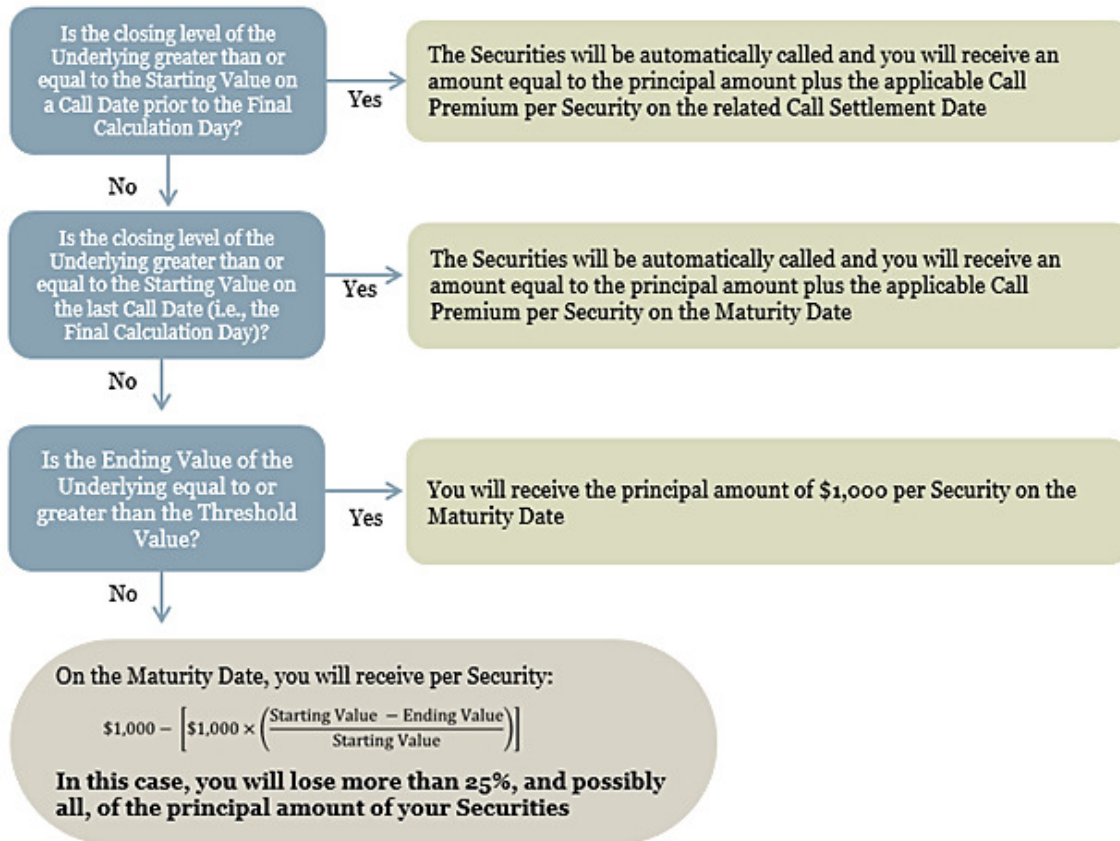 Is the closing level of the
Underlying greater than or
equal to the Starting Value on
a Call Date prior to the Final
Calculation Day?
Yes
The Securities will be automatically called and you will receive an
amount equal to the principal amount plus the applicable Call
Premium per Security on the related Call Settlement Date
No
Is the closing level of the
Underlying greater than or
equal to the Starting Value on
the last Call Date (i.e., the
Final Calculation Day)?
Yes
The Securities will be automatically called and you will receive an
amount equal to the principal amount plus the applicable Call
Premium per Security on the Maturity Date
No
Is the Ending Value of the
Underlying equal to or
greater than the Threshold
Value?
Yes
You will receive the principal amount of $1,000 per Security on the
Maturity Date
No
On the Maturity Date, you will receive per Security:
$1,000 − [$1,000 × (Starting Value − Ending Value / Starting Value)]
In this case, you will lose more than 25%, and possibly
all, of the principal amount of your Securities